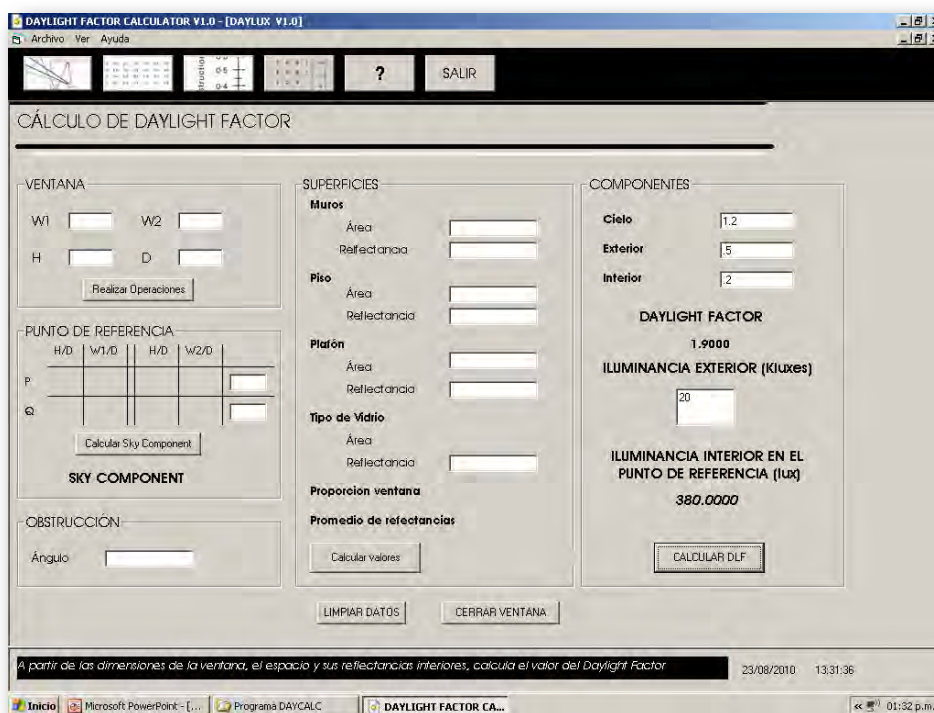 DAYLIGHT FACTOR CALCULATOR V1.0 - [DAYLUX V1.0]
Archivo Ver Ayuda
? SALIR
CÁLCULO DE DAYLIGHT FACTOR
VENTANA
W1 W2
H D
Realizar Operaciones
PUNTO DE REFERENCIA
H/D W1/D H/D W2/D
P
Q
Calcular Sky Component
SKY COMPONENT
OBSTRUCCIÓN
Ángulo
SUPERFICIES
Muros
Área
Relfectancia
Piso
Área
Reflectancia
Plafón
Área
Reflectancia
Tipo de Vidrio
Área
Reflectancia
Proporcion ventana
Promedio de refectancias
Calcular valores
COMPONENTES
Cielo 1.2
Exterior .5
Interior .2
DAYLIGHT FACTOR
1.9000
ILUMINANCIA EXTERIOR (Kluxes)
20
ILUMINANCIA INTERIOR EN EL
PUNTO DE REFERENCIA (lux)
380.0000
CALCULAR DLF
LIMPIAR DATOS CERRAR VENTANA
A partir de las dimensiones de la ventana, el espacio y sus reflectancias interiores, calcula el valor del Daylight Factor 23/08/2010 13:31:36
Inicio Microsoft PowerPoint - [... Programa DAYCALC DAYLIGHT FACTOR CA... 01:32 p.m.